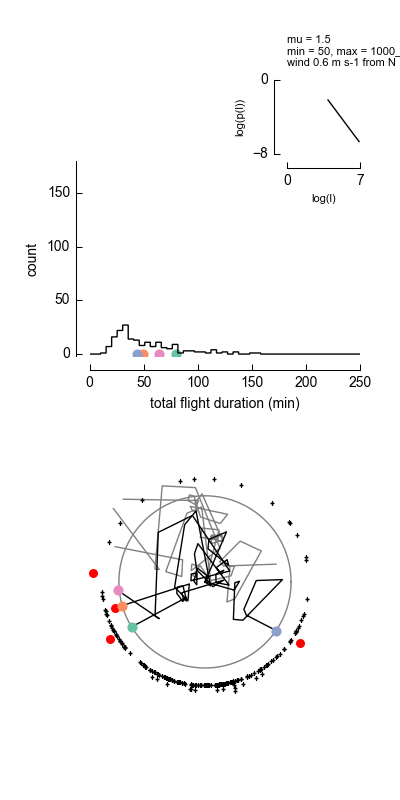 mu = 1.5
min = 50, max = 1000_
wind 0.6 m s-1 from N
0
log(p(l))
−8
0 7
log(l)
150
100
count
50
0
0 50 100 150 200 250
total flight duration (min)